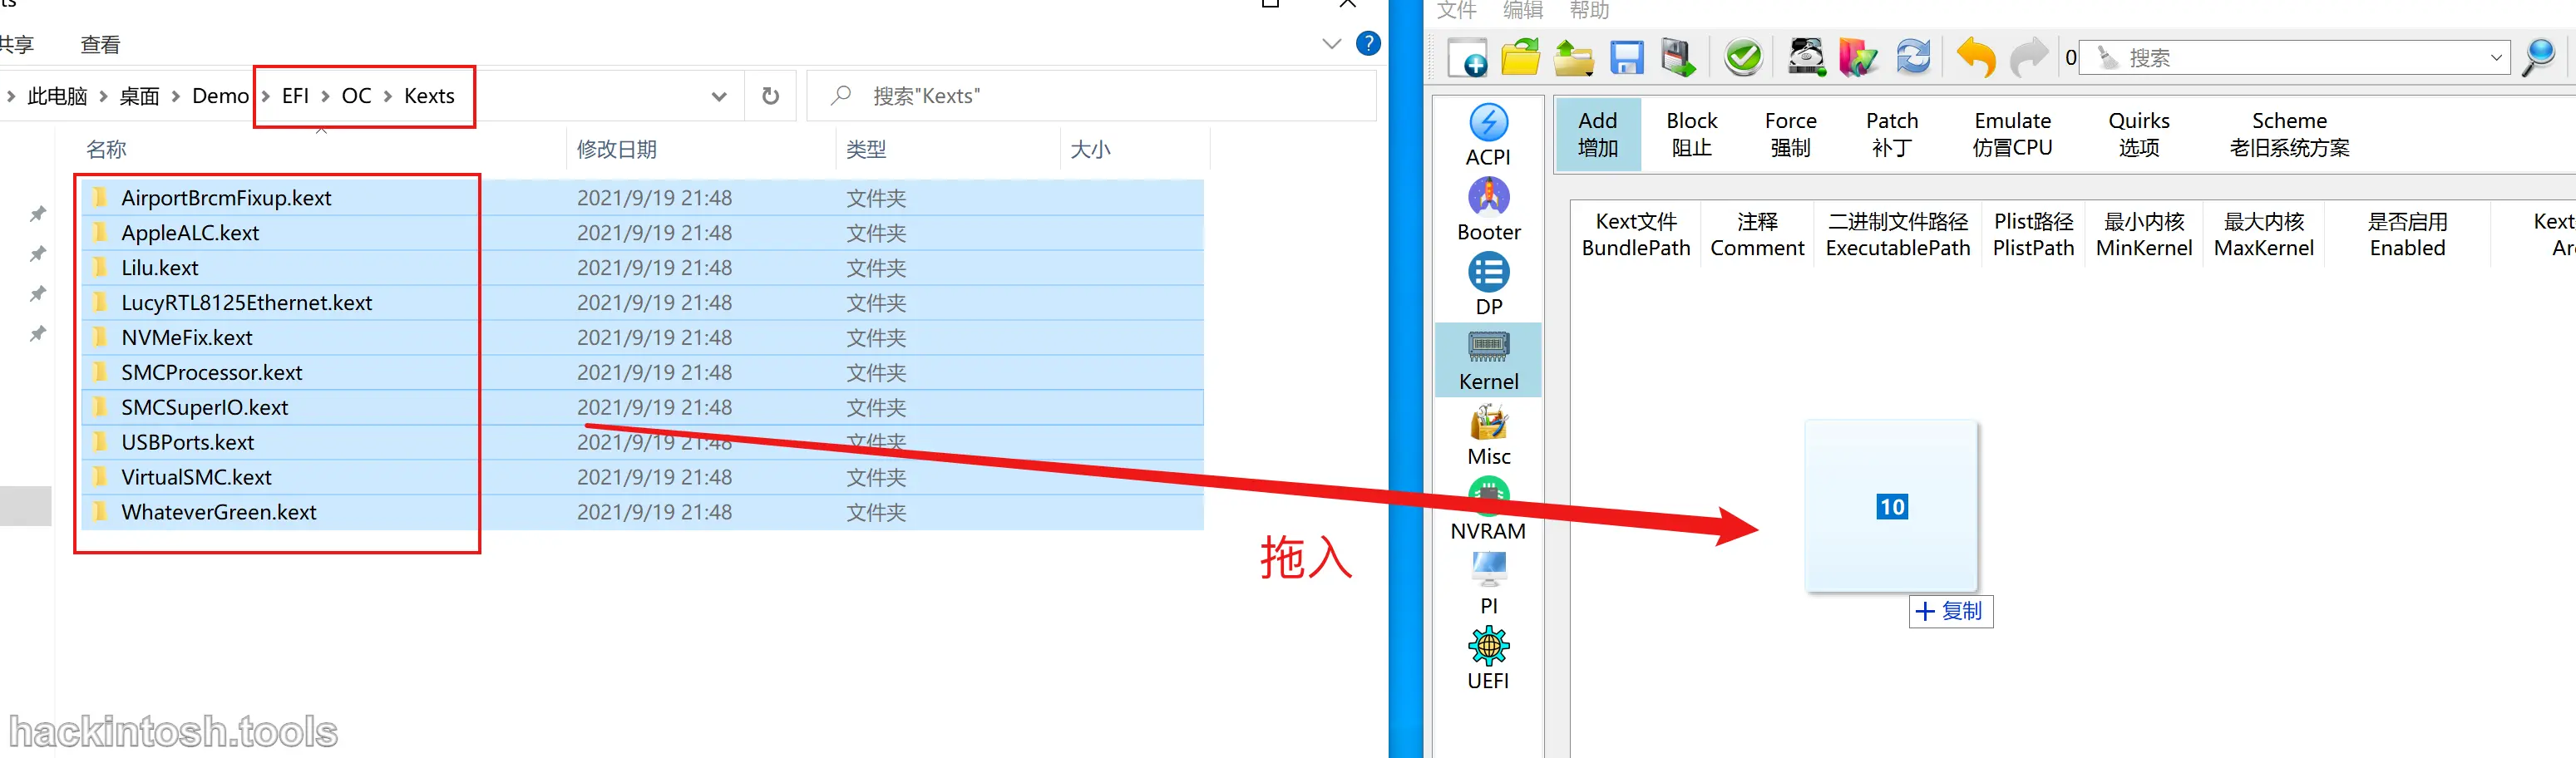 ts
共享 查看
此电脑 桌面 Demo EFI OC Kexts 搜索"Kexts"
名称 修改日期 类型 大小
AirportBrcmFixup.kext 2021/9/19 21:48 文件夹
AppleALC.kext 2021/9/19 21:48 文件夹
Lilu.kext 2021/9/19 21:48 文件夹
LucyRTL8125Ethernet.kext 2021/9/19 21:48 文件夹
NVMeFix.kext 2021/9/19 21:48 文件夹
SMCProcessor.kext 2021/9/19 21:48 文件夹
SMCSuperIO.kext 2021/9/19 21:48 文件夹
USBPorts.kext 2021/9/19 21:48 文件夹
VirtualSMC.kext 2021/9/19 21:48 文件夹
WhateverGreen.kext 2021/9/19 21:48 文件夹
拖入
hackintosh.tools
文件 编辑 帮助
0 搜索
ACPI
Booter
DP
Kernel
Misc
NVRAM
PI
UEFI
Add Block Force Patch Emulate Quirks Scheme
增加 阻止 强制 补丁 仿冒CPU 选项 老旧系统方案
Kext文件 注释 二进制文件路径 Plist路径 最小内核 最大内核 是否启用 Kext
BundlePath Comment ExecutablePath PlistPath MinKernel MaxKernel Enabled Ar
10
+ 复制